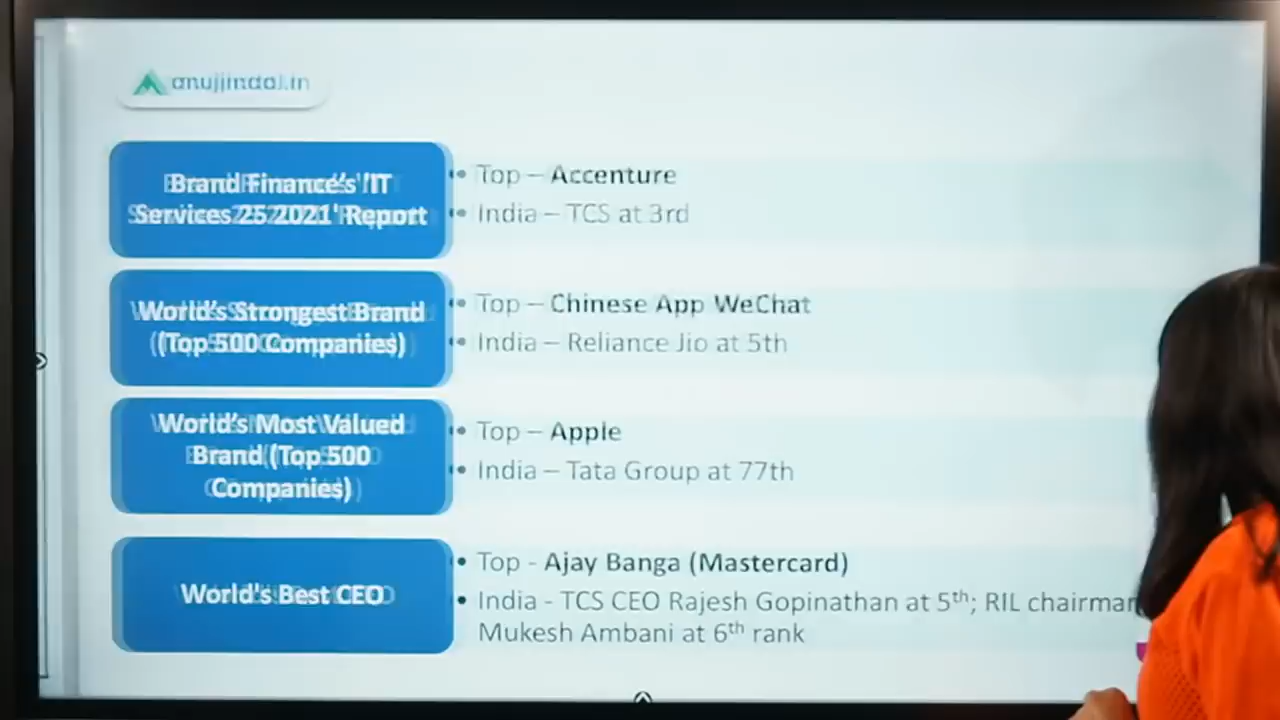 anujjindal.in
Brand Finance's 'IT
Services 25 2021' Report
• Top – Accenture
• India – TCS at 3rd
World's Strongest Brand
(Top 500 Companies)
• Top – Chinese App WeChat
• India – Reliance Jio at 5th
World's Most Valued
Brand (Top 500
Companies)
• Top – Apple
• India – Tata Group at 77th
World's Best CEO
• Top - Ajay Banga (Mastercard)
• India - TCS CEO Rajesh Gopinathan at 5th; RIL chairman
Mukesh Ambani at 6th rank